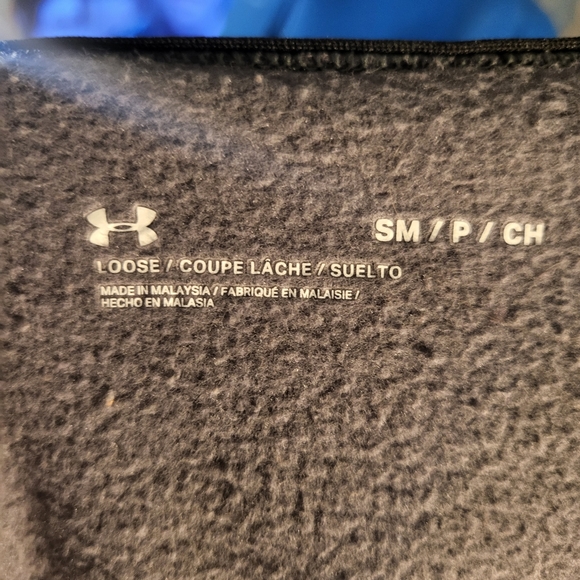 SM / P / CH
LOOSE / COUPE LÂCHE / SUELTO
MADE IN MALAYSIA / FABRIQUÉ EN MALAISIE /
HECHO EN MALASIA